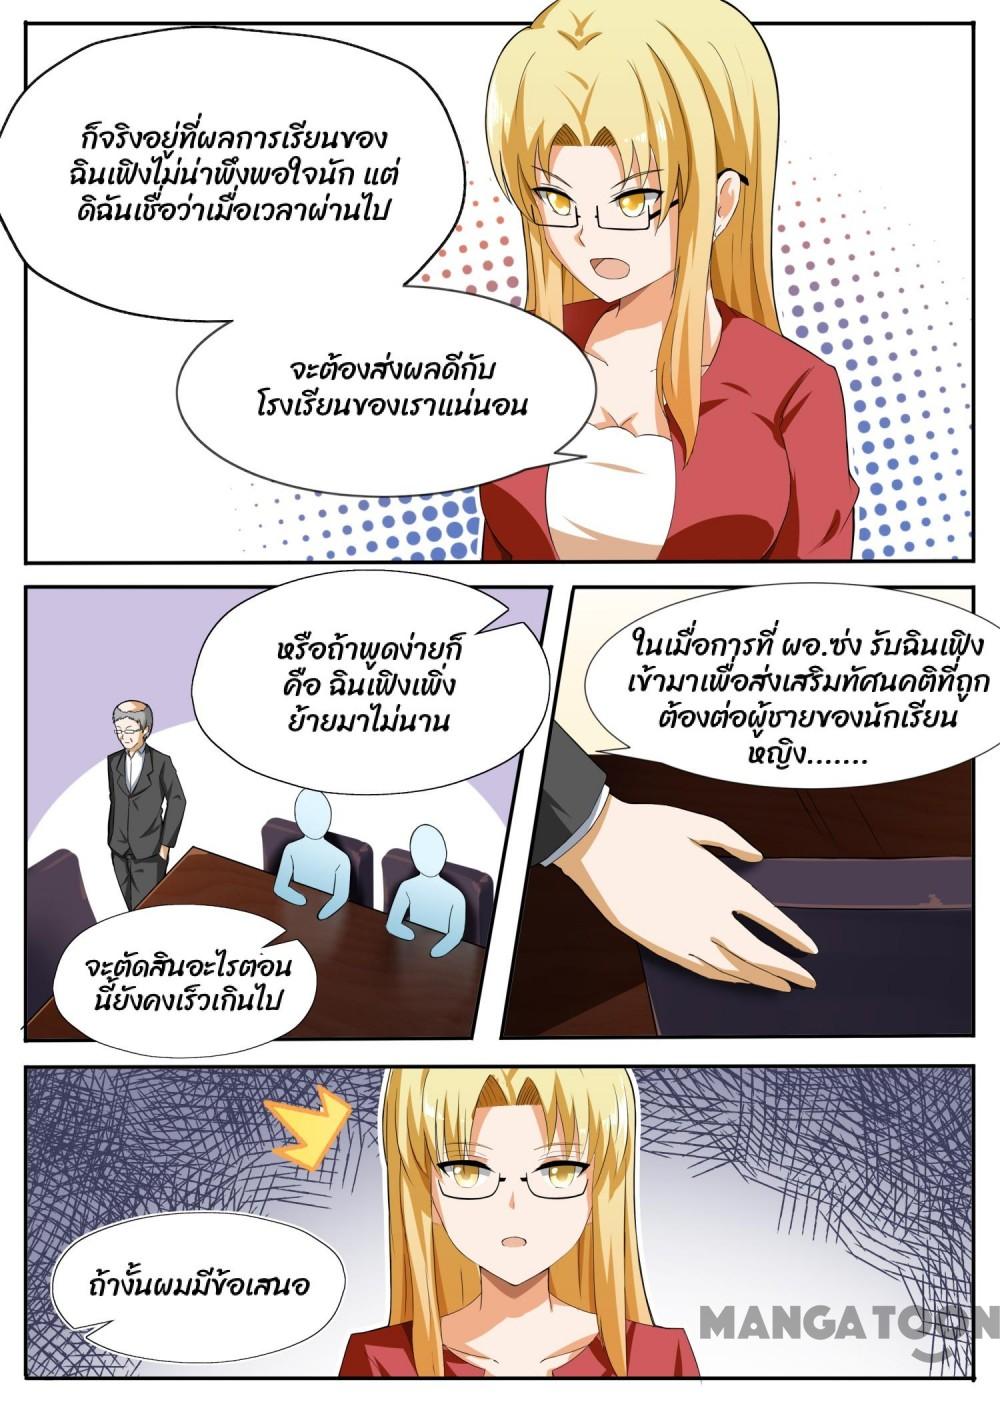 ก็จริงอยู่ที่ผลการเรียนของ
ฉินเฟิงไม่น่าพึงพอใจนัก แต่
ดิฉันเชื่อว่าเมื่อเวลาผ่านไป
จะต้องส่งผลดีกับ
โรงเรียนของเราแน่นอน
หรือถ้าพูดง่ายก็
คือ ฉินเฟิงเพิ่ง
ย้ายมาไม่นาน
จะตัดสินอะไรตอน
นี้ยังคงเร็วเกินไป
ในเมื่อการที่ ผอ.ซ่ง รับฉินเฟิง
เข้ามาเพื่อส่งเสริมทัศนคติที่ถูก
ต้องต่อผู้ชายของนักเรียน
หญิง.......
ถ้างั้นผมมีข้อเสนอ
MANGATOON